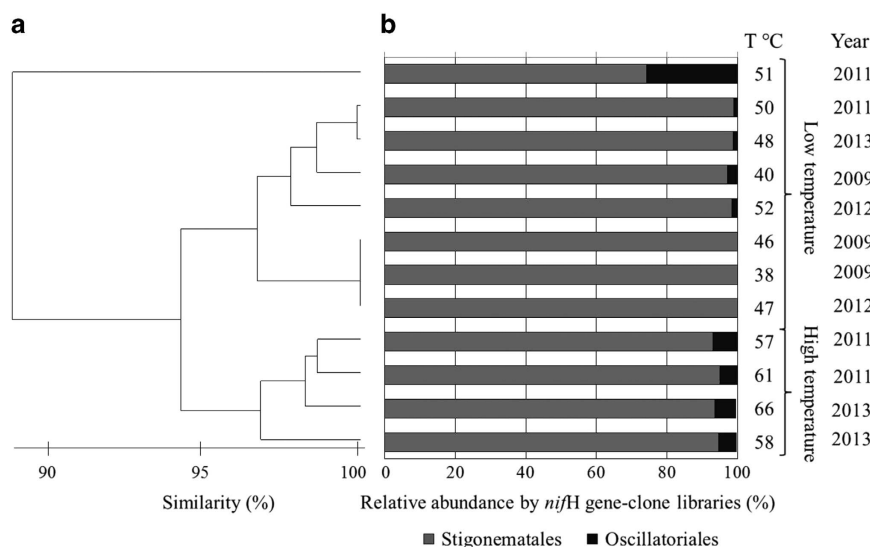 a
b
T °C Year
51 2011
50 2011
48 2013
40 2009
52 2012
46 2009
38 2009
47 2012
57 2011
61 2011
66 2013
58 2013
Low temperature
High temperature
90 95 100
Similarity (%)
0 20 40 60 80 100
Relative abundance by nifH gene-clone libraries (%)
Stigonematales Oscillatoriales